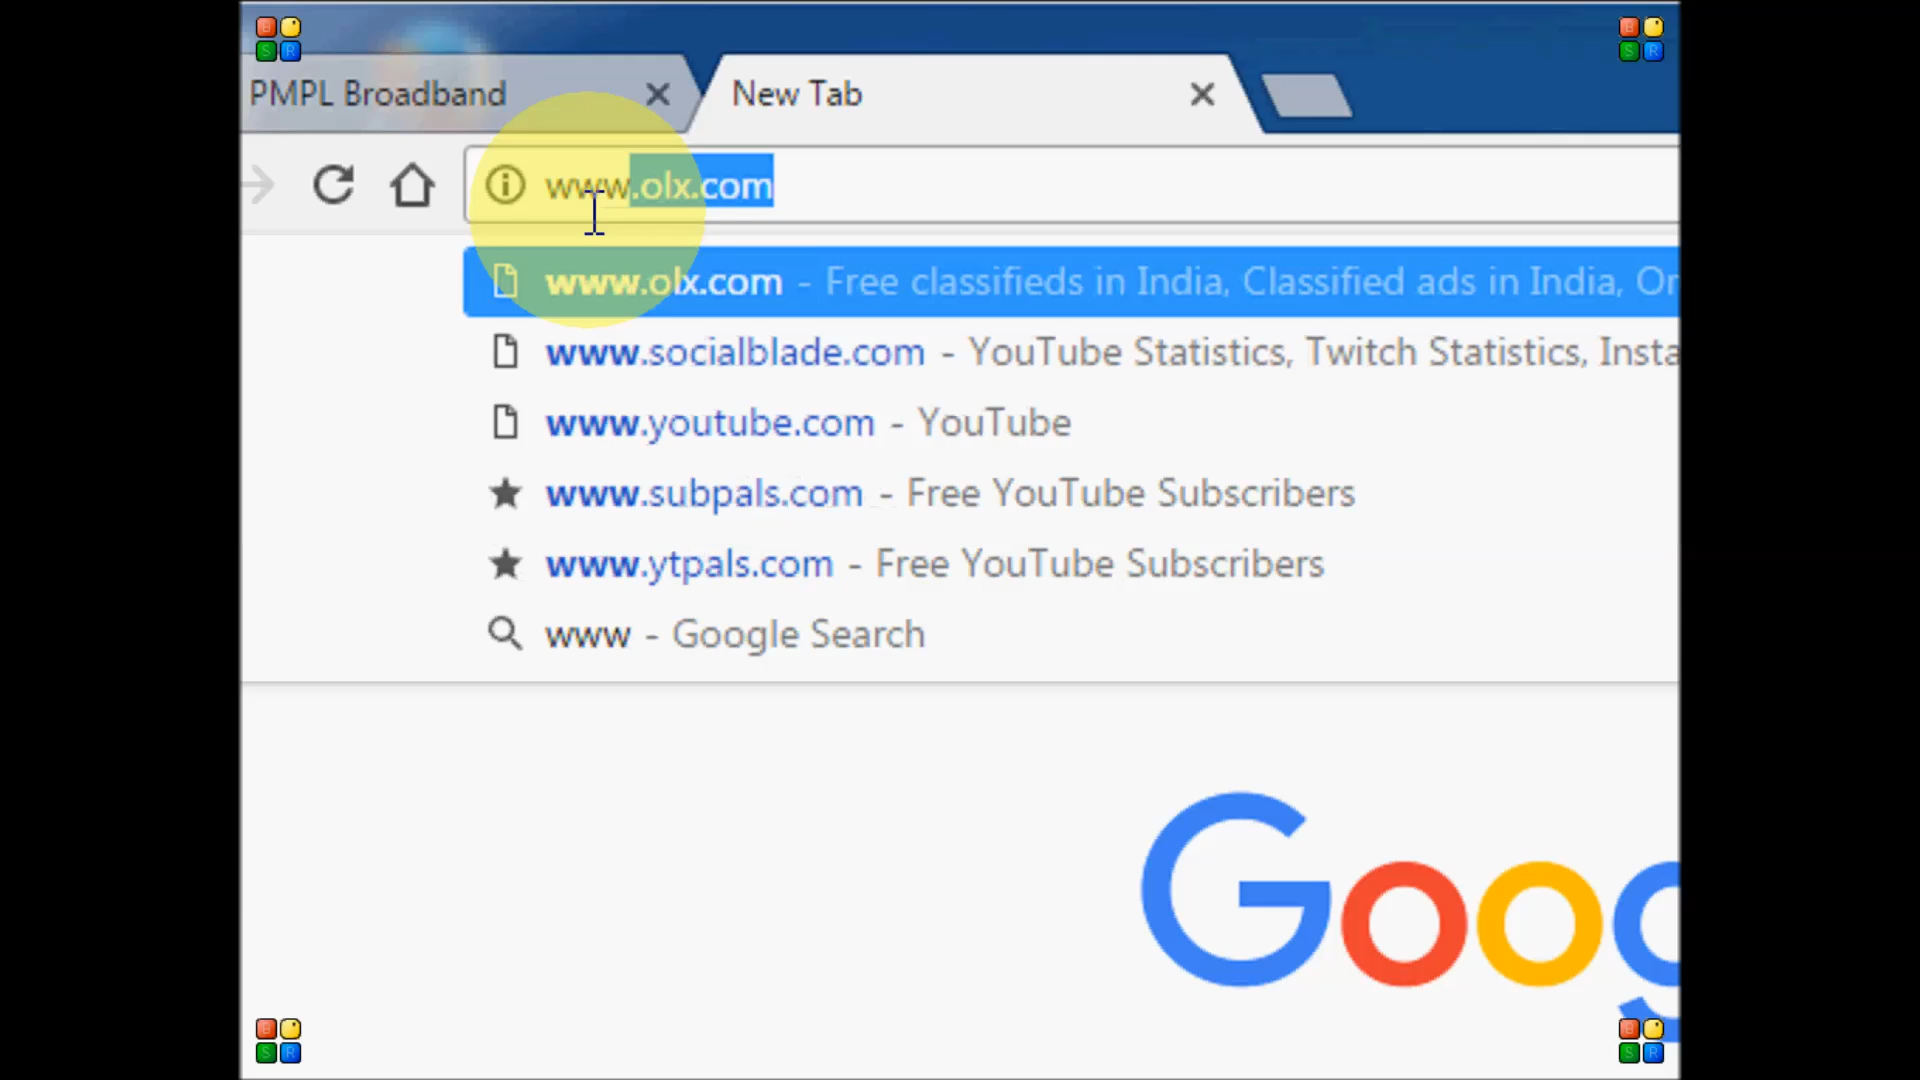 PMPL Broadband
New Tab
www.olx.com
www.olx.com - Free classifieds in India, Classified ads in India, Or
www.socialblade.com - YouTube Statistics, Twitch Statistics, Insta
www.youtube.com - YouTube
www.subpals.com - Free YouTube Subscribers
www.ytpals.com - Free YouTube Subscribers
www - Google Search
Goog